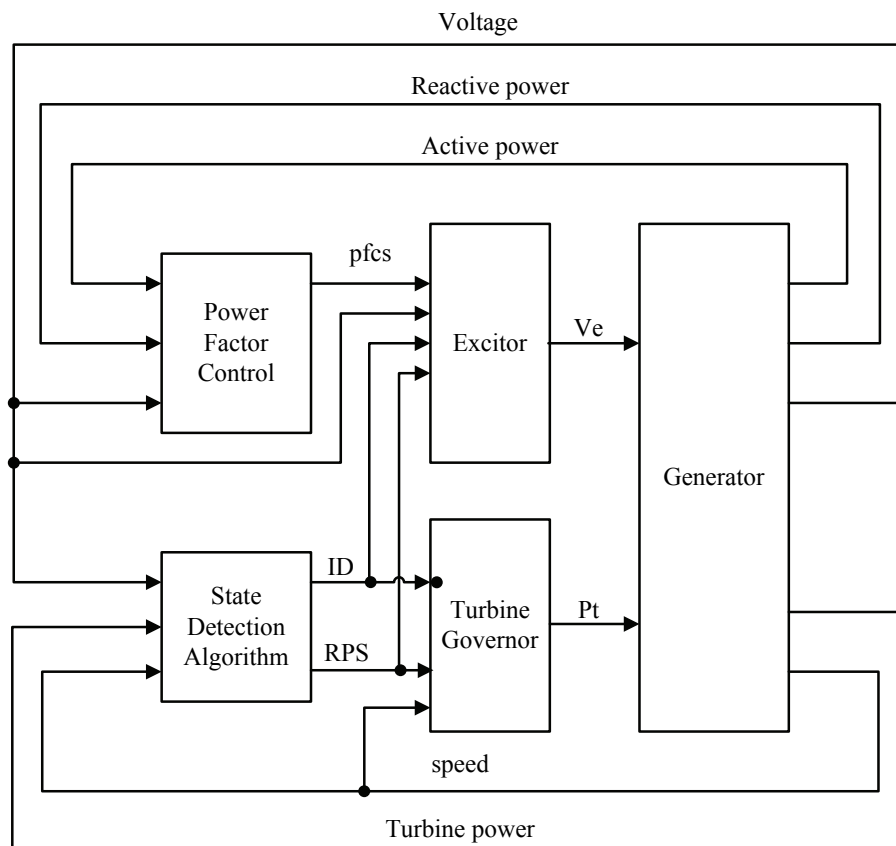 Voltage
Reactive power
Active power
pfcs
Power
Factor
Control
Excitor
Ve
Generator
ID
State
Detection
Algorithm
RPS
Turbine
Governor
Pt
speed
Turbine power